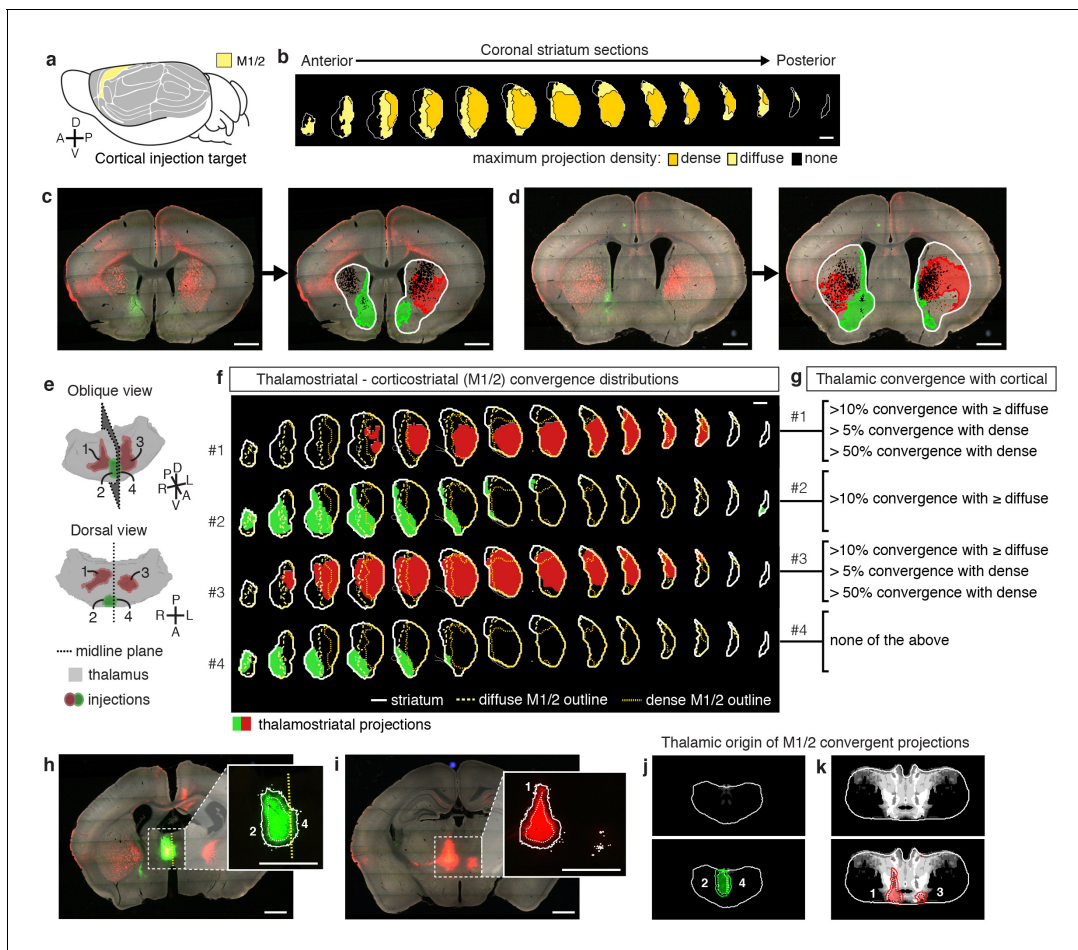 a
M1/2
D
A P
V
Cortical injection target
b
Coronal striatum sections
Anterior
Posterior
maximum projection density: dense diffuse none
c
d
e
Oblique view
1
3
2
4
D
P
L
R
A
V
Dorsal view
1
3
2
4
P
R L
A
midline plane
thalamus
injections
f
Thalamostriatal - corticostriatal (M1/2) convergence distributions
#1
#2
#3
#4
striatum diffuse M1/2 outline dense M1/2 outline
thalamostriatal projections
g
Thalamic convergence with cortical
#1
>10% convergence with ≥ diffuse
> 5% convergence with dense
> 50% convergence with dense
#2
>10% convergence with ≥ diffuse
#3
>10% convergence with ≥ diffuse
> 5% convergence with dense
> 50% convergence with dense
#4
none of the above
h
2
4
i
1
Thalamic origin of M1/2 convergent projections
j
2 4
k
1 3